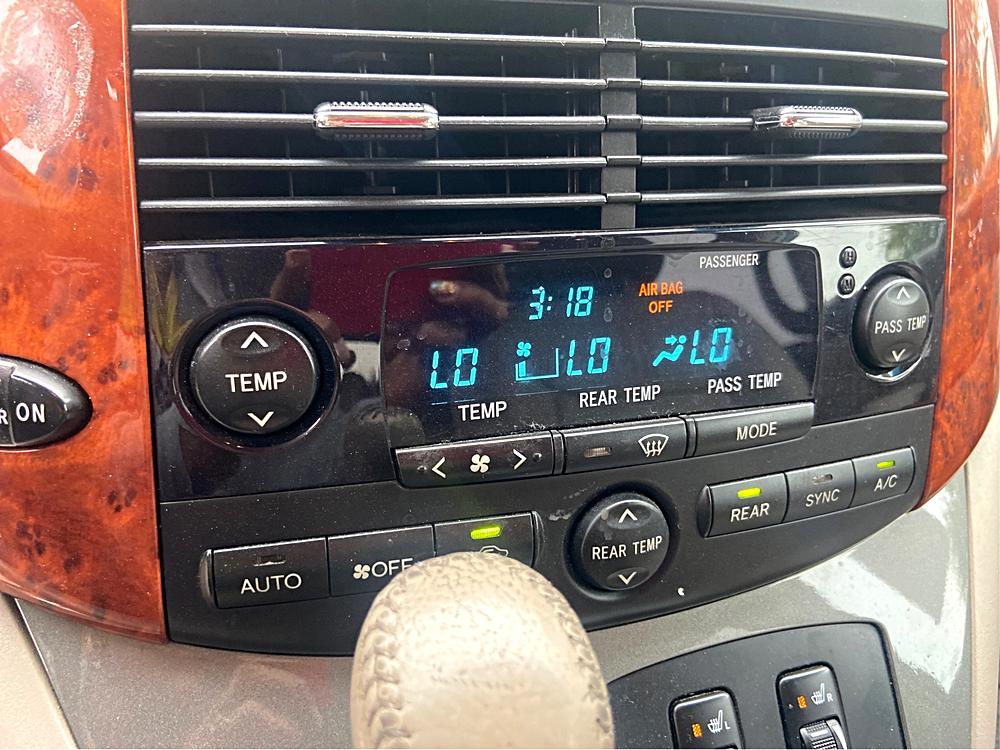 PASSENGER
3:18
AIR BAG
OFF
LO LO LO
TEMP REAR TEMP PASS TEMP
TEMP
PASS TEMP
H
M
R ON
MODE
REAR
SYNC
A/C
AUTO
OFF
REAR TEMP
L
R